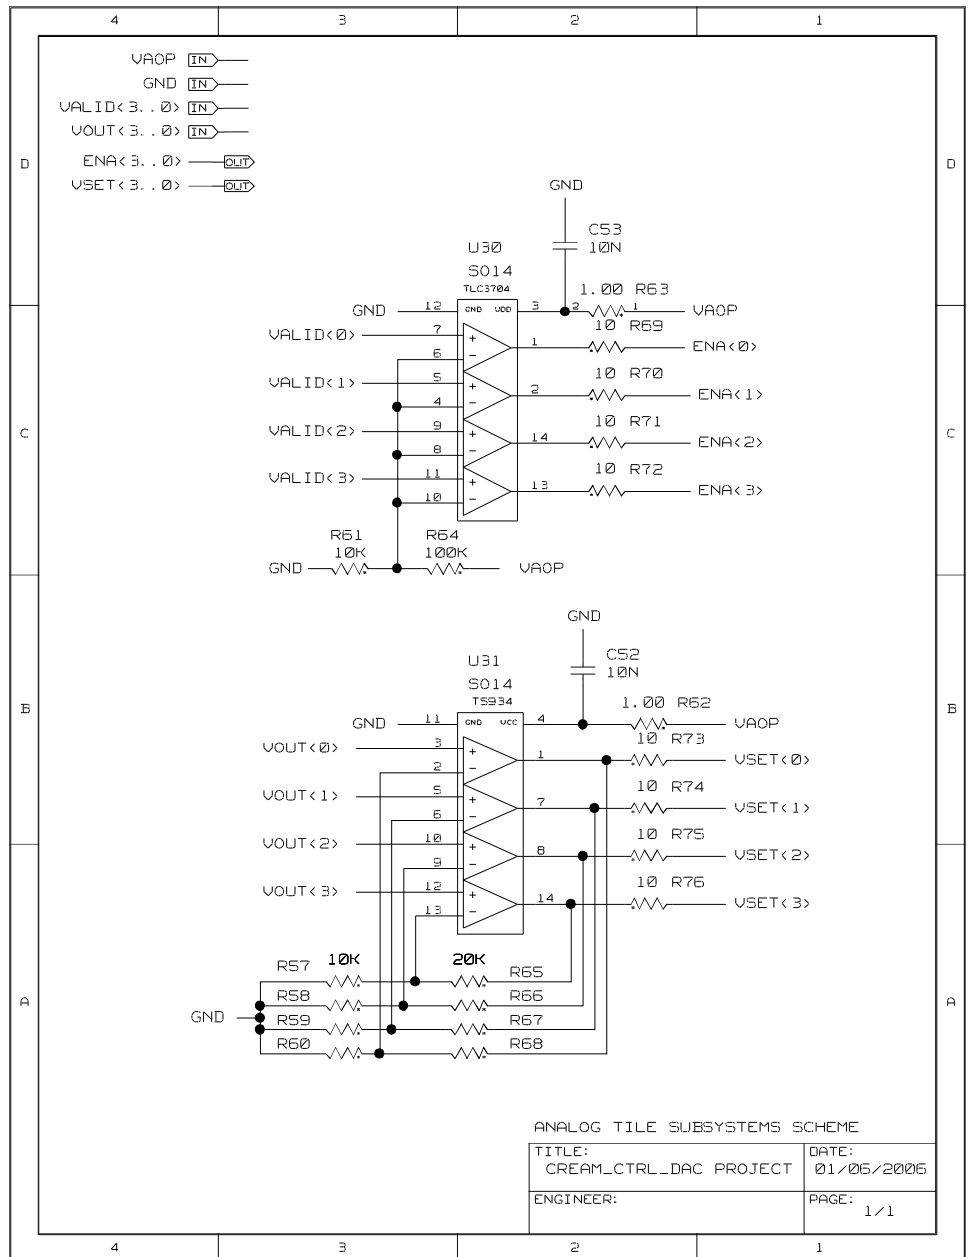 4 3 2 1
VAOP IN
GND IN
VALID<3..0> IN
VOUT<3..0> IN
D ENA<3..0> OUT D
VSET<3..0> OUT
GND
C53
U30 10N
SO14
TLC3704 1.00 R63
GND 12 GND VDD 3 2 1 VAOP
VALID<0> 7 + 10 R69
6 - 1 ENA<0>
VALID<1> 5 + 10 R70
4 - 2 ENA<1>
C VALID<2> 9 + 10 R71 C
8 - 14 ENA<2>
VALID<3> 11 + 10 R72
10 - 13 ENA<3>
R61 R64
10K 100K
GND VAOP
GND
C52
U31 10N
SO14
B TS934 1.00 R62 B
GND 11 GND VCC 4 VAOP
VOUT<0> 3 + 10 R73
2 - 1 VSET<0>
VOUT<1> 5 + 10 R74
6 - 7 VSET<1>
VOUT<2> 10 + 10 R75
9 - 8 VSET<2>
VOUT<3> 12 + 10 R76
13 - 14 VSET<3>
R57 10K 20K R65
A R58 R66 A
GND R59 R67
R60 R68
ANALOG TILE SUBSYSTEMS SCHEME
TITLE: DATE:
CREAM_CTRL_DAC PROJECT 01/06/2006
ENGINEER: PAGE:
1/1
4 3 2 1